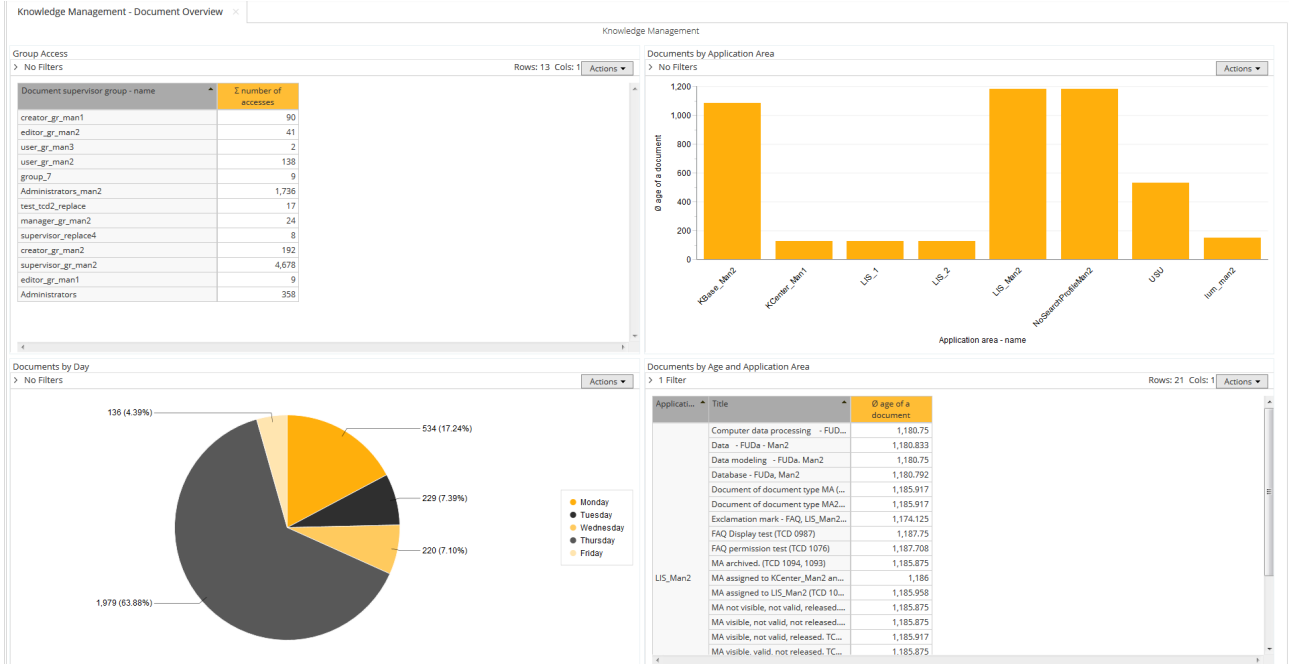 Knowledge Management - Document Overview ×
Knowledge Management
Group Access
> No Filters Rows: 13 Cols: 1 Actions
Document supervisor group - name Σ number of accesses
creator_gr_man1 90
editor_gr_man2 41
user_gr_man3 2
user_gr_man2 138
group_7 9
Administrators_man2 1,736
test_tcd2_replace 17
manager_gr_man2 24
supervisor_replace4 8
creator_gr_man2 192
supervisor_gr_man2 4,678
editor_gr_man1 9
Administrators 358
Documents by Application Area
> No Filters Actions
1,200
1,000
800
600
400
200
0
Ø age of a document
KBase_Man2
KCenter_Man1
LIS_1
LIS_2
LIS_Man2
NoSearchProfileMan2
USU
lum_man2
Application area - name
Documents by Day
> No Filters Actions
136 (4.39%)
534 (17.24%)
229 (7.39%)
220 (7.10%)
1,979 (63.88%)
Monday
Tuesday
Wednesday
Thursday
Friday
Documents by Age and Application Area
> 1 Filter Rows: 21 Cols: 1 Actions
Applicati... Title Ø age of a document
Computer data processing - FUD... 1,180.75
Data - FUDa - Man2 1,180.833
Data modeling - FUDa. Man2 1,180.75
Database - FUDa, Man2 1,180.792
Document of document type MA (... 1,185.917
Document of document type MA2... 1,185.917
Exclamation mark - FAQ, LIS_Man2... 1,174.125
FAQ Display test (TCD 0987) 1,187.75
FAQ permission test (TCD 1076) 1,187.708
MA archived. (TCD 1094, 1093) 1,185.875
LIS_Man2 MA assigned to KCenter_Man2 an... 1,186
MA assigned to LIS_Man2 (TCD 10... 1,185.958
MA not visible, not valid, released.... 1,185.875
MA visible, not valid, not released.... 1,185.875
MA visible, not valid, released. TC... 1,185.917
MA visible, valid, not released. TC... 1,185.875